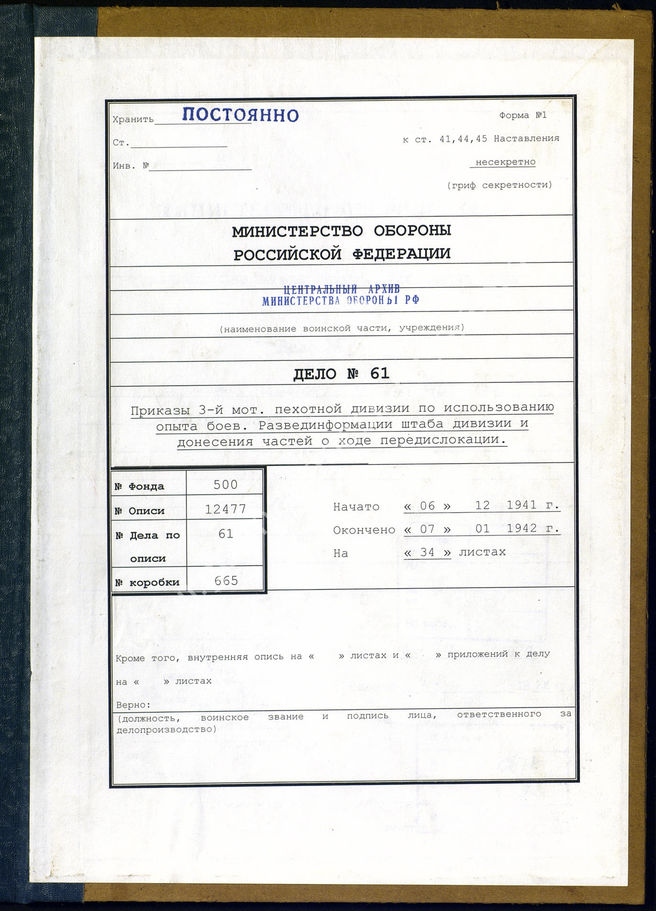 Хранить ПОСТОЯННО
Форма №1
Ст.
к ст. 41,44,45 Наставления
Инв. №
несекретно
(гриф секретности)
МИНИСТЕРСТВО ОБОРОНЫ
РОССИЙСКОЙ ФЕДЕРАЦИИ
ЦЕНТРАЛЬНЫЙ АРХИВ
МИНИСТЕРСТВА ОБОРОНЫ РФ
(наименование воинской части, учреждения)
ДЕЛО № 61
Приказы 3-й мот. пехотной дивизии по использованию
опыта боев. Развединформации штаба дивизии и
донесения частей о ходе передислокации.
№ Фонда 500
№ Описи 12477
№ Дела по 61
описи
№ коробки 665
Начато « 06 » 12 1941 г.
Окончено « 07 » 01 1942 г.
На « 34 » листах
Кроме того, внутренняя опись на « » листах и « » приложений к делу
на « » листах
Верно:
(должность, воинское звание и подпись лица, ответственного за
делопроизводство)